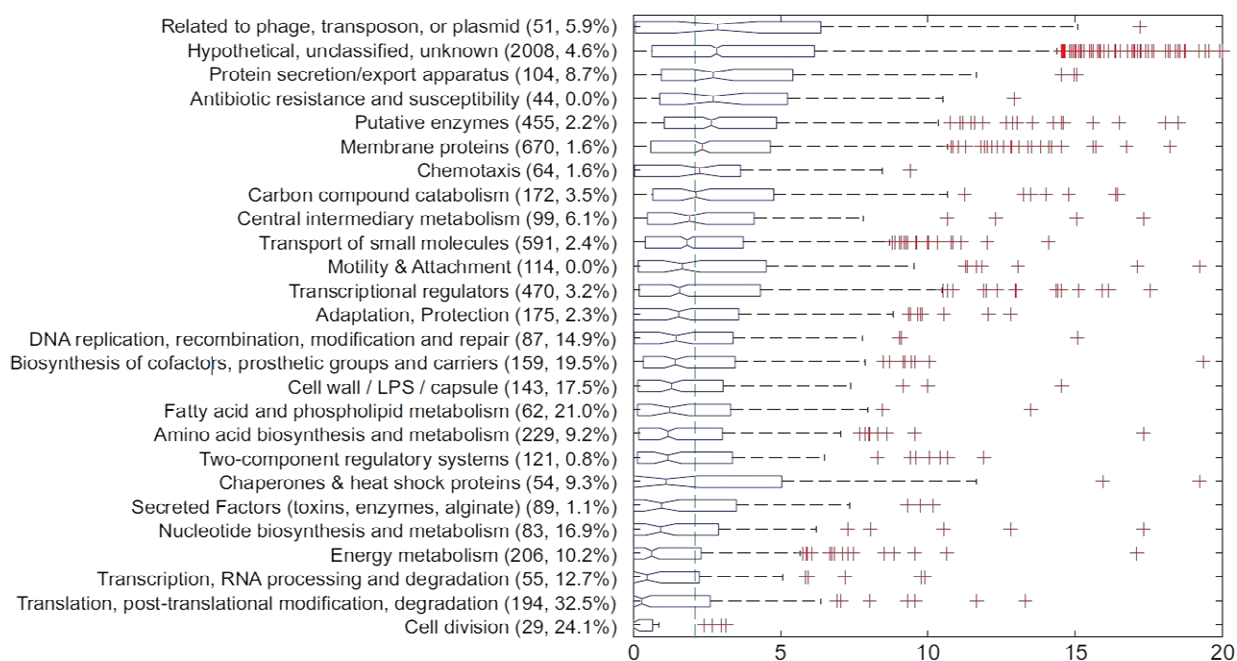 Related to phage, transposon, or plasmid (51, 5.9%)
Hypothetical, unclassified, unknown (2008, 4.6%)
Protein secretion/export apparatus (104, 8.7%)
Antibiotic resistance and susceptibility (44, 0.0%)
Putative enzymes (455, 2.2%)
Membrane proteins (670, 1.6%)
Chemotaxis (64, 1.6%)
Carbon compound catabolism (172, 3.5%)
Central intermediary metabolism (99, 6.1%)
Transport of small molecules (591, 2.4%)
Motility & Attachment (114, 0.0%)
Transcriptional regulators (470, 3.2%)
Adaptation, Protection (175, 2.3%)
DNA replication, recombination, modification and repair (87, 14.9%)
Biosynthesis of cofactors, prosthetic groups and carriers (159, 19.5%)
Cell wall / LPS / capsule (143, 17.5%)
Fatty acid and phospholipid metabolism (62, 21.0%)
Amino acid biosynthesis and metabolism (229, 9.2%)
Two-component regulatory systems (121, 0.8%)
Chaperones & heat shock proteins (54, 9.3%)
Secreted Factors (toxins, enzymes, alginate) (89, 1.1%)
Nucleotide biosynthesis and metabolism (83, 16.9%)
Energy metabolism (206, 10.2%)
Transcription, RNA processing and degradation (55, 12.7%)
Translation, post-translational modification, degradation (194, 32.5%)
Cell division (29, 24.1%)
0 5 10 15 20